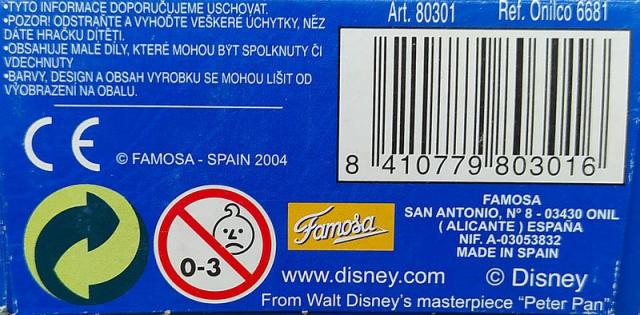 •TYTO INFORMACE DOPORUČUJEME USCHOVAT.
•POZOR! ODSTRAŇTE A VYHOĎTE VEŠKERÉ ÚCHYTKY, NĚZ
DÁTE HRAČKU DÍTĚTI.
•OBSAHUJE MALÉ DÍLY, KTERÉ MOHOU BÝT SPOLKNUTY ČI
VDECHNUTY
•BARVY, DESIGN A OBSAH VYROBKU SE MOHOU LIŠIT OD
VYOBRAZENÍ NA OBALU.
Art. 80301 Ref. Onilco 6681
8 410779 803016
CE © FAMOSA - SPAIN 2004
0-3
Famosa
FAMOSA
SAN ANTONIO, Nº 8 - 03430 ONIL
( ALICANTE ) ESPAÑA
NIF. A-03053832
MADE IN SPAIN
www.disney.com © Disney
From Walt Disney's masterpiece "Peter Pan"